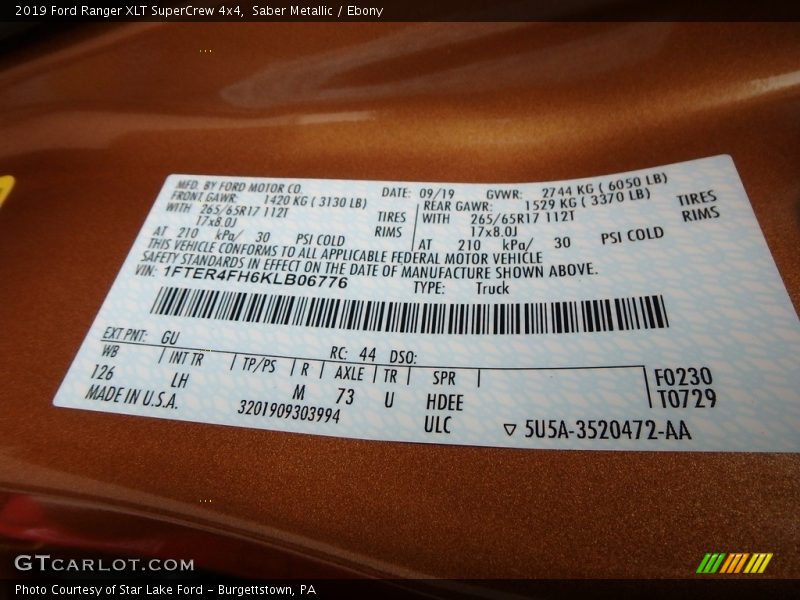 2019 Ford Ranger XLT SuperCrew 4x4,  Saber Metallic / Ebony
MFD. BY FORD MOTOR CO. DATE: 09/19 GVWR: 2744 KG ( 6050 LB)
FRONT GAWR: 1420 KG ( 3130 LB) REAR GAWR: 1529 KG ( 3370 LB)
WITH 265/65R17 112T TIRES WITH 265/65R17 112T TIRES
17x8.0J RIMS 17x8.0J RIMS
AT 210 kPa/ 30 PSI COLD AT 210 kPa/ 30 PSI COLD
THIS VEHICLE CONFORMS TO ALL APPLICABLE FEDERAL MOTOR VEHICLE
SAFETY STANDARDS IN EFFECT ON THE DATE OF MANUFACTURE SHOWN ABOVE.
VIN: 1FTER4FH6KLB06776 TYPE: Truck
EXT PNT: GU RC: 44 DSO:
WB INT TR TP/PS R AXLE TR SPR F0230
126 LH M 73 U HDEE T0729
MADE IN U.S.A. 3201909303994 ULC ▽ 5U5A-3520472-AA
GTCARLOT.COM
Photo Courtesy of Star Lake Ford – Burgettstown, PA